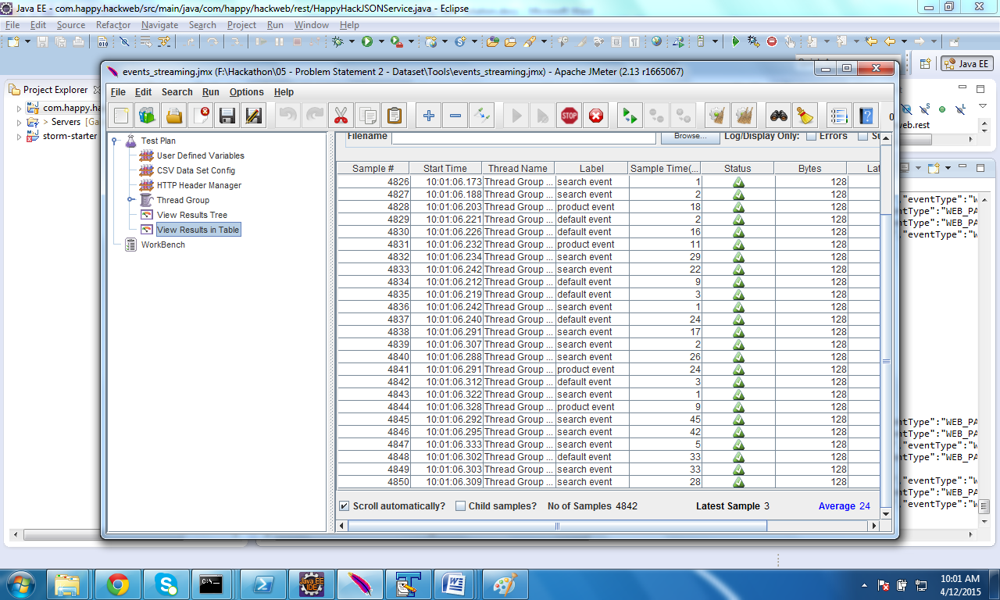 Java EE - com.happy.hackweb/src/main/java/com/happy/hackweb/rest/HappyHackJSONService.java - Eclipse
File Edit Source Refactor Navigate Search Project Run Window Help
Java EE
Project Explorer
com.happy.ha
> Servers [Ga
storm-starter
events_streaming.jmx (F:\Hackathon\05 - Problem Statement 2 - Dataset\Tools\events_streaming.jmx) - Apache JMeter (2.13 r1665067)
File Edit Search Run Options Help
STOP
0
Test Plan
User Defined Variables
CSV Data Set Config
HTTP Header Manager
Thread Group
View Results Tree
View Results in Table
WorkBench
Filename Browse... Log/Display Only: Errors
Sample # Start Time Thread Name Label Sample Time(... Status Bytes Lat
4826 10:01:06.173 Thread Group ... search event 1 128
4827 10:01:06.188 Thread Group ... search event 2 128
4828 10:01:06.203 Thread Group ... product event 18 128
4829 10:01:06.221 Thread Group ... default event 2 128
4830 10:01:06.226 Thread Group ... default event 16 128
4831 10:01:06.232 Thread Group ... product event 11 128
4832 10:01:06.234 Thread Group ... search event 29 128
4833 10:01:06.242 Thread Group ... search event 22 128
4834 10:01:06.212 Thread Group ... default event 9 128
4835 10:01:06.219 Thread Group ... default event 3 128
4836 10:01:06.242 Thread Group ... search event 1 128
4837 10:01:06.240 Thread Group ... default event 24 128
4838 10:01:06.291 Thread Group ... search event 17 128
4839 10:01:06.307 Thread Group ... search event 2 128
4840 10:01:06.288 Thread Group ... search event 26 128
4841 10:01:06.291 Thread Group ... product event 24 128
4842 10:01:06.312 Thread Group ... default event 3 128
4843 10:01:06.322 Thread Group ... search event 1 128
4844 10:01:06.328 Thread Group ... product event 9 128
4845 10:01:06.292 Thread Group ... search event 45 128
4846 10:01:06.295 Thread Group ... search event 42 128
4847 10:01:06.333 Thread Group ... search event 5 128
4848 10:01:06.302 Thread Group ... default event 33 128
4849 10:01:06.303 Thread Group ... search event 33 128
4850 10:01:06.309 Thread Group ... search event 28 128
Scroll automatically? Child samples? No of Samples 4842 Latest Sample 3 Average 24
web.rest
,"eventType":"W
ntType":"WEB_PA
ntType":"WEB_PA
,"eventType":"W
ntType":"WEB_PA
ntType":"WEB_PA
,"eventType":"W
ntType":"WEB_PA
,"eventType":"W
ntType":"WEB_PA
,"eventType":"W
Java EE
IDE
10:01 AM
4/12/2015